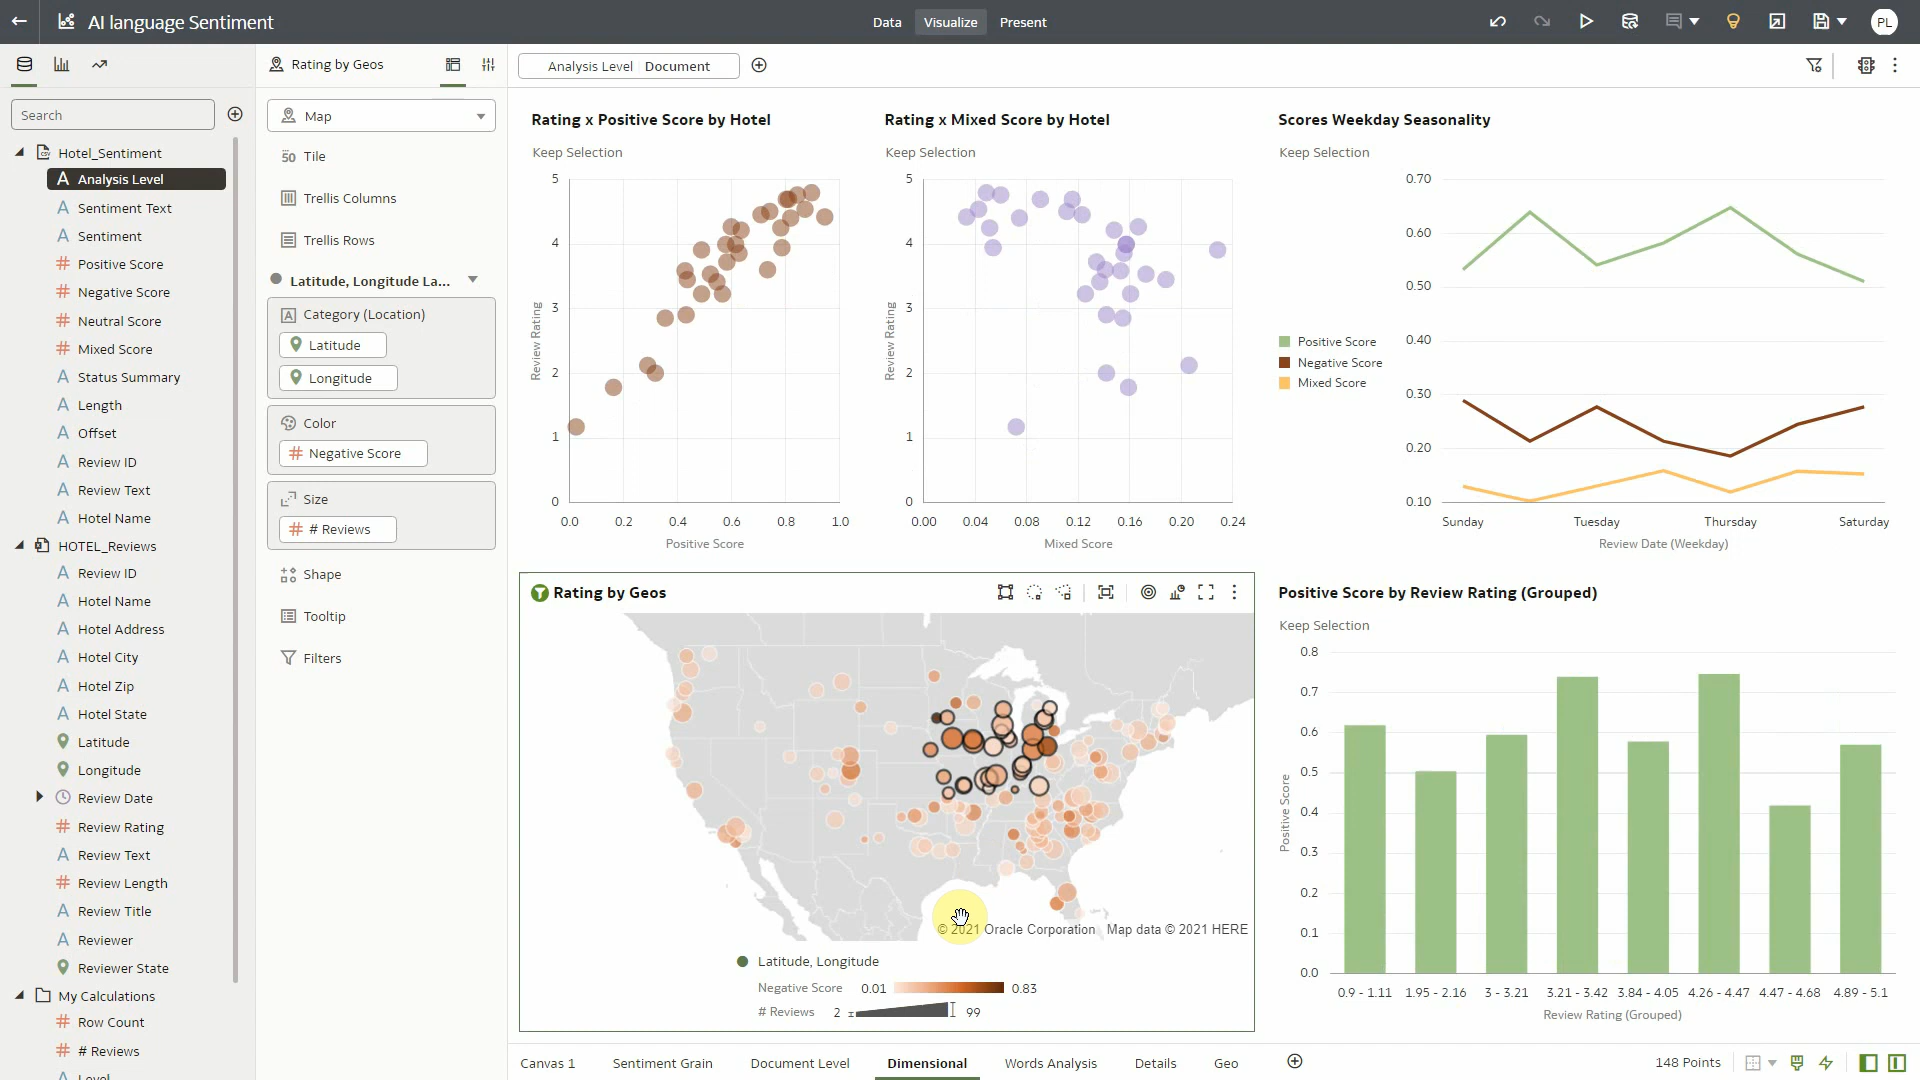 AI language Sentiment
Data
Visualize
Present
PL
Search
Hotel_Sentiment
Analysis Level
Sentiment Text
Sentiment
Positive Score
Negative Score
Neutral Score
Mixed Score
Status Summary
Length
Offset
Review ID
Review Text
Hotel Name
HOTEL_Reviews
Review ID
Hotel Name
Hotel Address
Hotel City
Hotel Zip
Hotel State
Latitude
Longitude
Review Date
Review Rating
Review Text
Review Length
Review Title
Reviewer
Reviewer State
My Calculations
Row Count
# Reviews
Level
Rating by Geos
Map
Tile
Trellis Columns
Trellis Rows
Latitude, Longitude La...
Category (Location)
Latitude
Longitude
Color
Negative Score
Size
# Reviews
Shape
Tooltip
Filters
Analysis Level Document
Rating x Positive Score by Hotel
Keep Selection
Review Rating
5
4
3
2
1
0
0.0 0.2 0.4 0.6 0.8 1.0
Positive Score
Rating x Mixed Score by Hotel
Keep Selection
Review Rating
5
4
3
2
1
0
0.00 0.04 0.08 0.12 0.16 0.20 0.24
Mixed Score
Scores Weekday Seasonality
Keep Selection
Positive Score
Negative Score
Mixed Score
0.70
0.60
0.50
0.40
0.30
0.20
0.10
Sunday Tuesday Thursday Saturday
Review Date (Weekday)
Rating by Geos
© 2021 Oracle Corporation Map data © 2021 HERE
Latitude, Longitude
Negative Score 0.01 0.83
# Reviews 2 99
Positive Score by Review Rating (Grouped)
Keep Selection
Positive Score
0.8
0.7
0.6
0.5
0.4
0.3
0.2
0.1
0.0
0.9 - 1.11 1.95 - 2.16 3 - 3.21 3.21 - 3.42 3.84 - 4.05 4.26 - 4.47 4.47 - 4.68 4.89 - 5.1
Review Rating (Grouped)
Canvas 1
Sentiment Grain
Document Level
Dimensional
Words Analysis
Details
Geo
148 Points